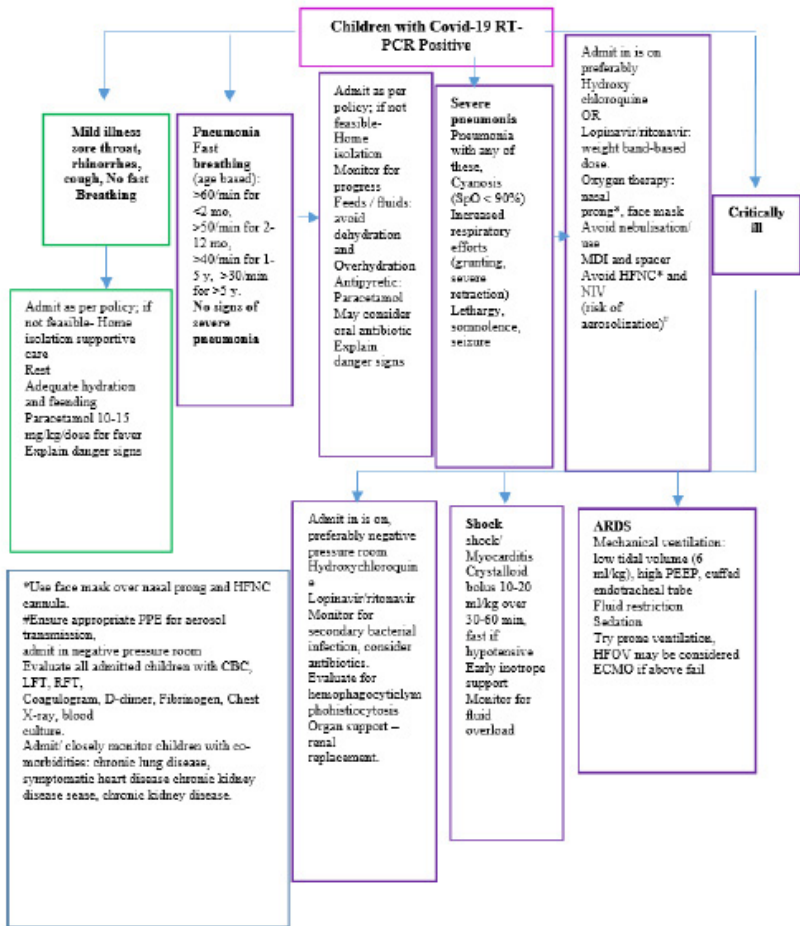 Children with Covid-19 RT-
PCR Positive
Mild illness
sore throat,
rhinorrhea,
cough, No fast
Breathing
Admit as per policy; if
not feasible- Home
isolation supportive
care
Rest
Adequate hydration
and feending
Paracetamol 10-15
mg/kg/dose for fever
Explain danger signs
Pneumonia
Fast
breathing
(age based):
>60/min for
<2 mo,
>50/min for 2-
12 mo,
>40/min for 1-
5 y, >30/min
for >5 y.
No signs of
severe
pneumonia
Admit as per
policy; if not
feasible-
Home
isolation
Monitor for
progress
Feeds / fluids:
avoid
dehydration
and
Overhydration
Antipyretic:
Paracetamol
May consider
oral antibiotic
Explain
danger signs
Severe
pneumonia
Pneumonia
with any of
these,
Cyanosis
(SpO < 90%)
Increased
respiratory
efforts
(grunting,
severe
retraction)
Lethargy,
somnolence,
seizure
Admit in is on
preferably
Hydroxy
chloroquine
OR
Lopinavir/ritonavir:
weight band-based
dose.
Oxygen therapy:
nasal
prong*, face mask
Avoid nebulisation/
use
MDI and spacer
Avoid HFNC* and
NIV
(risk of
aerosolization)#
Critically
ill
Admit in is on,
preferably negative
pressure room
Hydroxychloroquin
e
Lopinavir/ritonavir
Monitor for
secondary bacterial
infection, consider
antibiotics.
Evaluate for
hemophagocyticlym
phohistiocytosis
Organ support –
renal
replacement.
Shock
shock/
Myocarditis
Crystalloid
bolus 10-20
ml/kg over
30-60 min,
fast if
hypotensive
Early inotrope
support
Monitor for
fluid
overload
ARDS
Mechanical ventilation:
low tidal volume (6
ml/kg), high PEEP, cuffed
endotracheal tube
Fluid restriction
Sedation
Try prone ventilation,
HFOV may be considered
ECMO if above fail
*Use face mask over nasal prong and HFNC
cannula.
#Ensure appropriate PPE for aerosol
transmission,
admit in negative pressure room
Evaluate all admitted children with CBC,
LFT, RFT,
Coagulogram, D-dimer, Fibrinogen, Chest
X-ray, blood
culture.
Admit/ closely monitor children with co-
morbidities: chronic lung disease,
symptomatic heart disease chronic kidney
disease sease, chronic kidney disease.